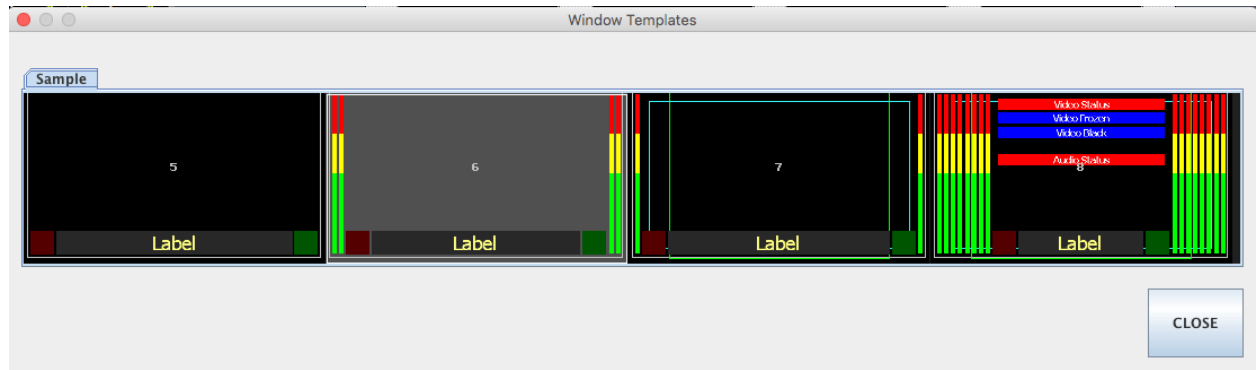 Window Templates
Sample
5
Label
6
Label
7
Label
Video Status
Video Frozen
Video Black
Audio Status
8
Label
CLOSE